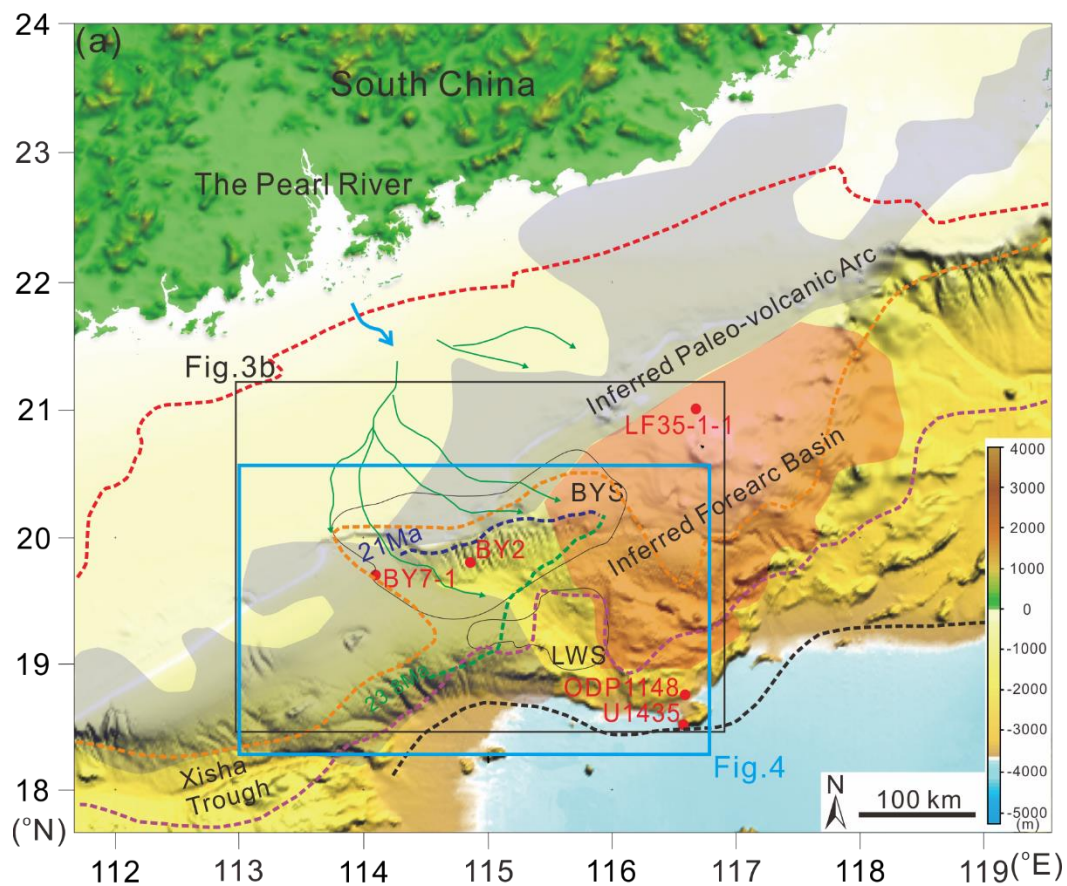 24
(a)
South China
23
The Pearl River
22
Inferred Paleo-volcanic Arc
Fig.3b
21
LF35-1-1
Inferred Forearc Basin
4000
3000
2000
1000
0
-1000
-2000
-3000
-4000
-5000
(m)
BYS
20
21Ma
BY2
BY7-1
19
LWS
ODP1148
U1435
Fig.4
Xisha
Trough
18
N
100 km
(°N)
112
113
114
115
116
117
118
119
(°E)